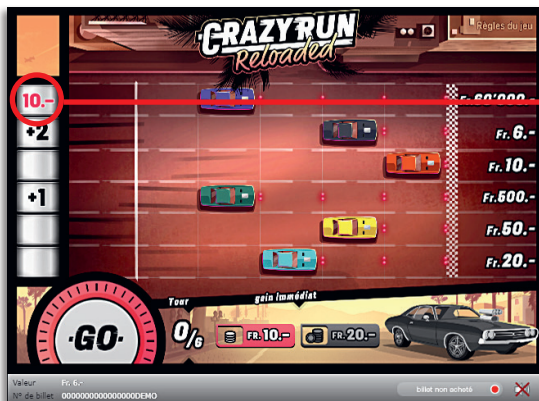 CRAZY RUN
Reloaded
Règles du jeu
10.-
+2
Fr. 6.-
Fr. 10.-
+1
Fr. 500.-
Fr. 50.-
Fr. 20.-
Tour
gain immédiat
·GO·
0/6
FR. 10.-
FR. 20.-
Valeur Fr. 6.-
N° de billet 0000000000000000DEMO
billet non acheté